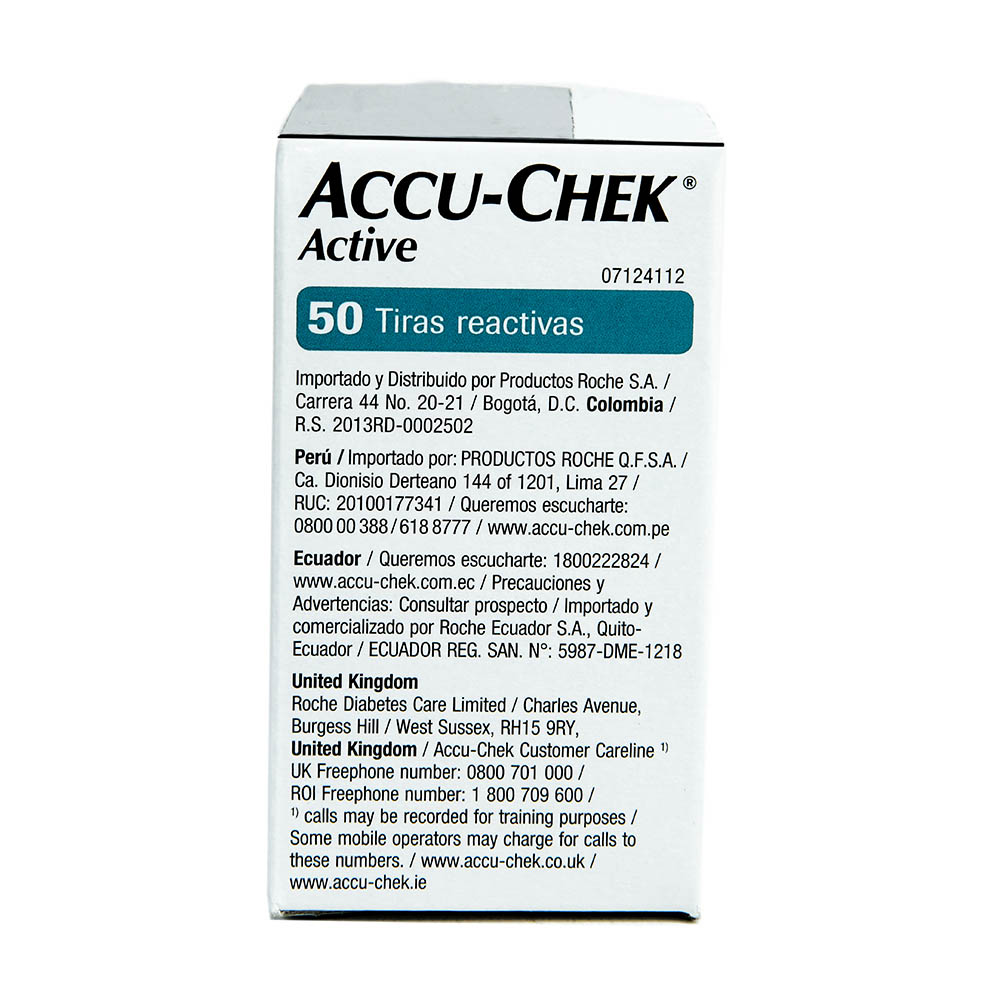 ACCU-CHEK®
Active
07124112
50 Tiras reactivas
Importado y Distribuido por Productos Roche S.A. /
Carrera 44 No. 20-21 / Bogotá, D.C. Colombia /
R.S. 2013RD-0002502
Perú / Importado por: PRODUCTOS ROCHE Q.F.S.A. /
Ca. Dionisio Derteano 144 of 1201, Lima 27 /
RUC: 20100177341 / Queremos escucharte:
0800 00 388 / 618 8777 / www.accu-chek.com.pe
Ecuador / Queremos escucharte: 1800222824 /
www.accu-chek.com.ec / Precauciones y
Advertencias: Consultar prospecto / Importado y
comercializado por Roche Ecuador S.A., Quito-
Ecuador / ECUADOR REG. SAN. N°: 5987-DME-1218
United Kingdom
Roche Diabetes Care Limited / Charles Avenue,
Burgess Hill / West Sussex, RH15 9RY,
United Kingdom / Accu-Chek Customer Careline ¹⁾
UK Freephone number: 0800 701 000 /
ROI Freephone number: 1 800 709 600 /
¹⁾ calls may be recorded for training purposes /
Some mobile operators may charge for calls to
these numbers. / www.accu-chek.co.uk /
www.accu-chek.ie